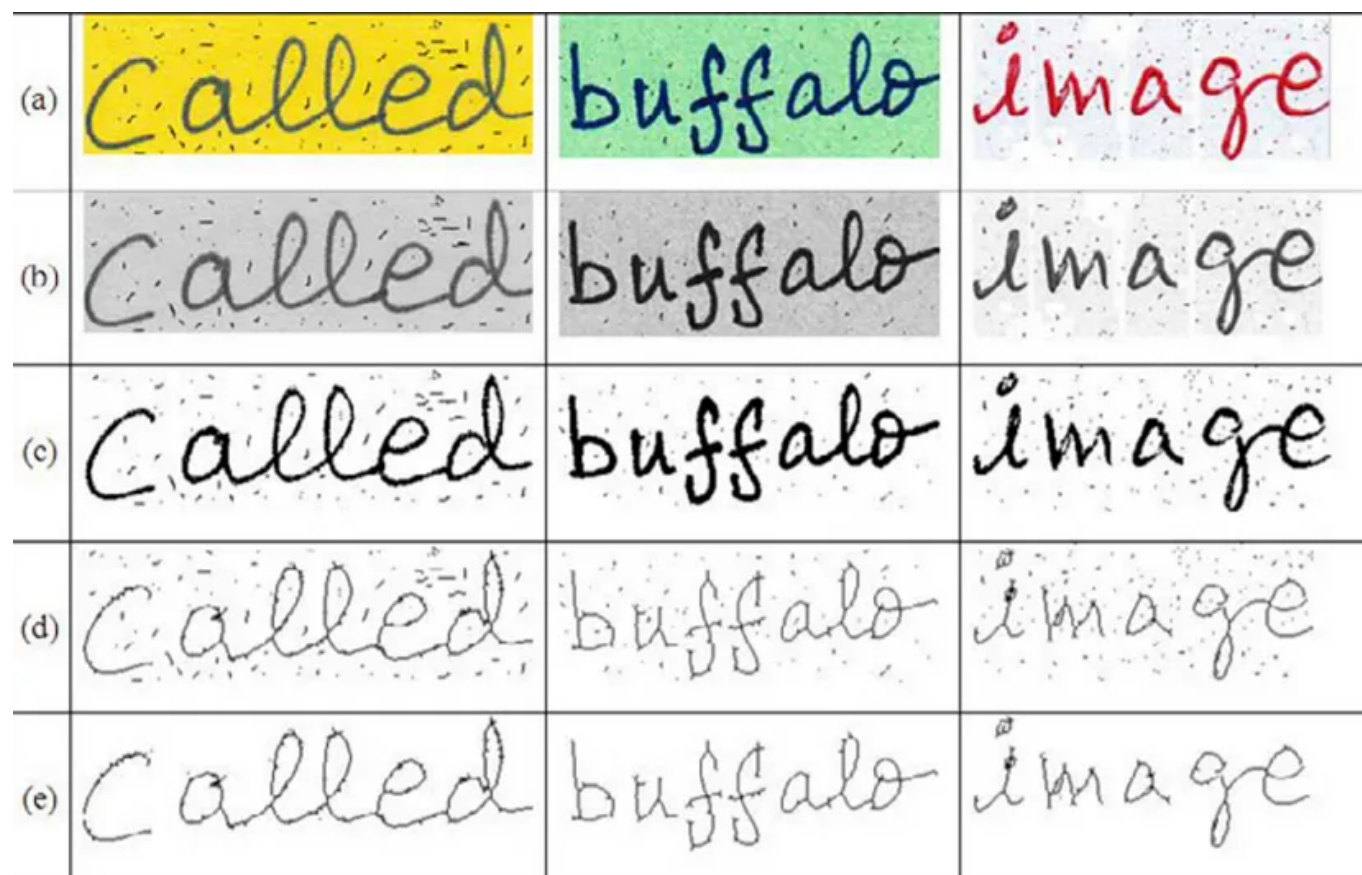 (a) Called buffalo image
(b) Called buffalo image
(c) Called buffalo image
(d) Called buffalo image
(e) Called buffalo image